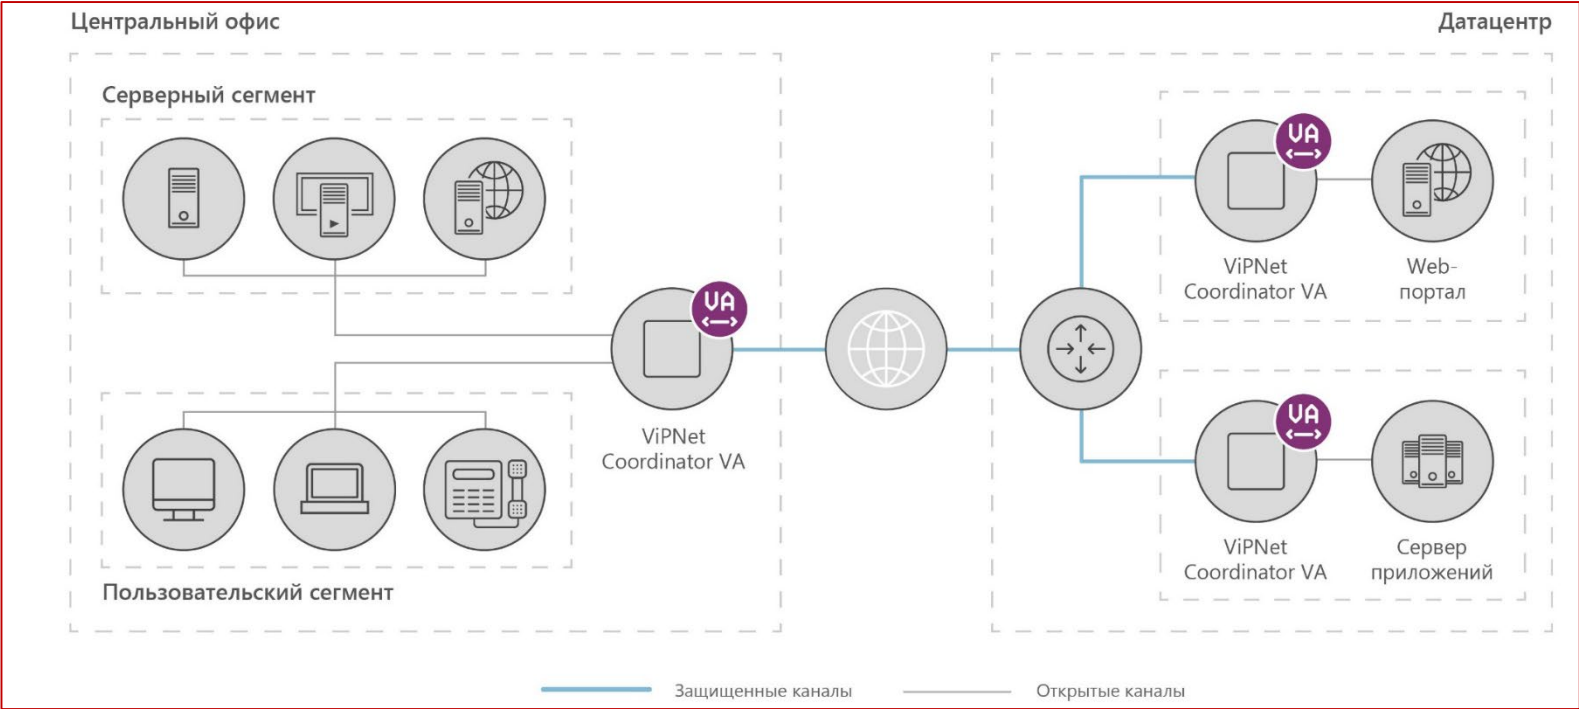 Центральный офис
Датацентр
Серверный сегмент
VA
ViPNet
Coordinator VA
Web-
портал
VA
ViPNet
Coordinator VA
VA
ViPNet
Coordinator VA
Сервер
приложений
Пользовательский сегмент
Защищенные каналы
Открытые каналы